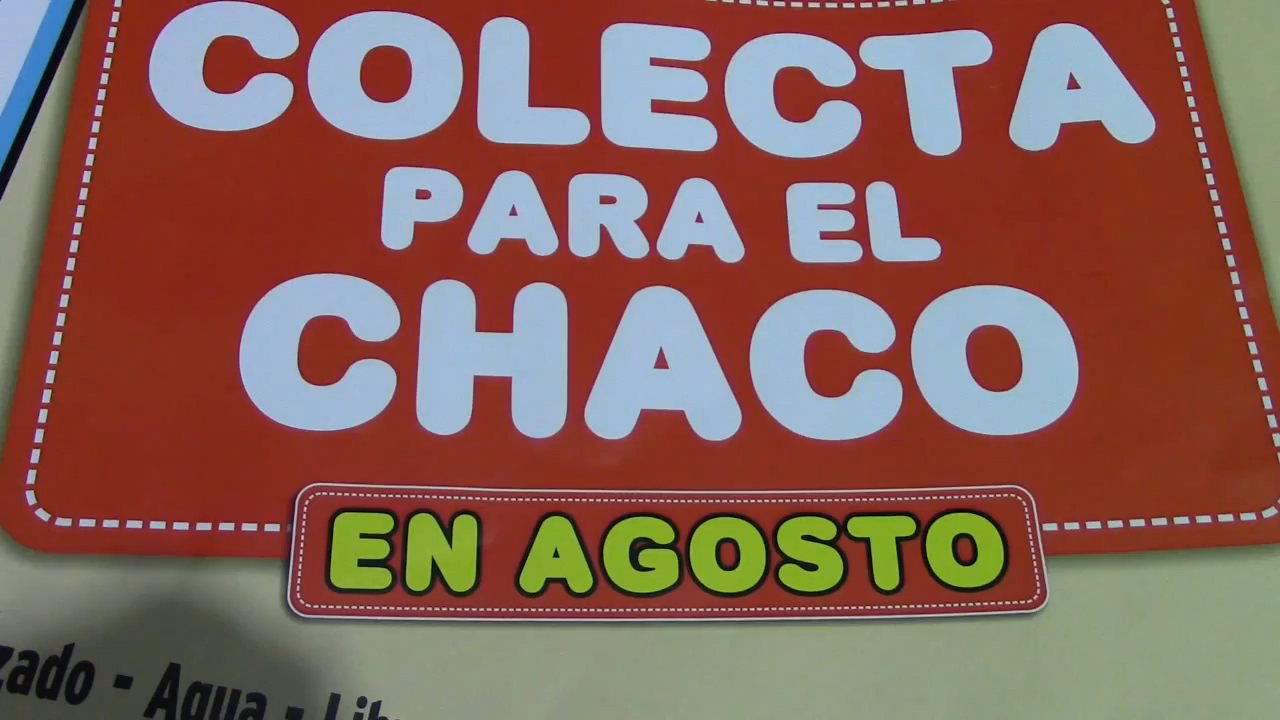 COLECTA
PARA EL
CHACO
EN AGOSTO
- Agua -